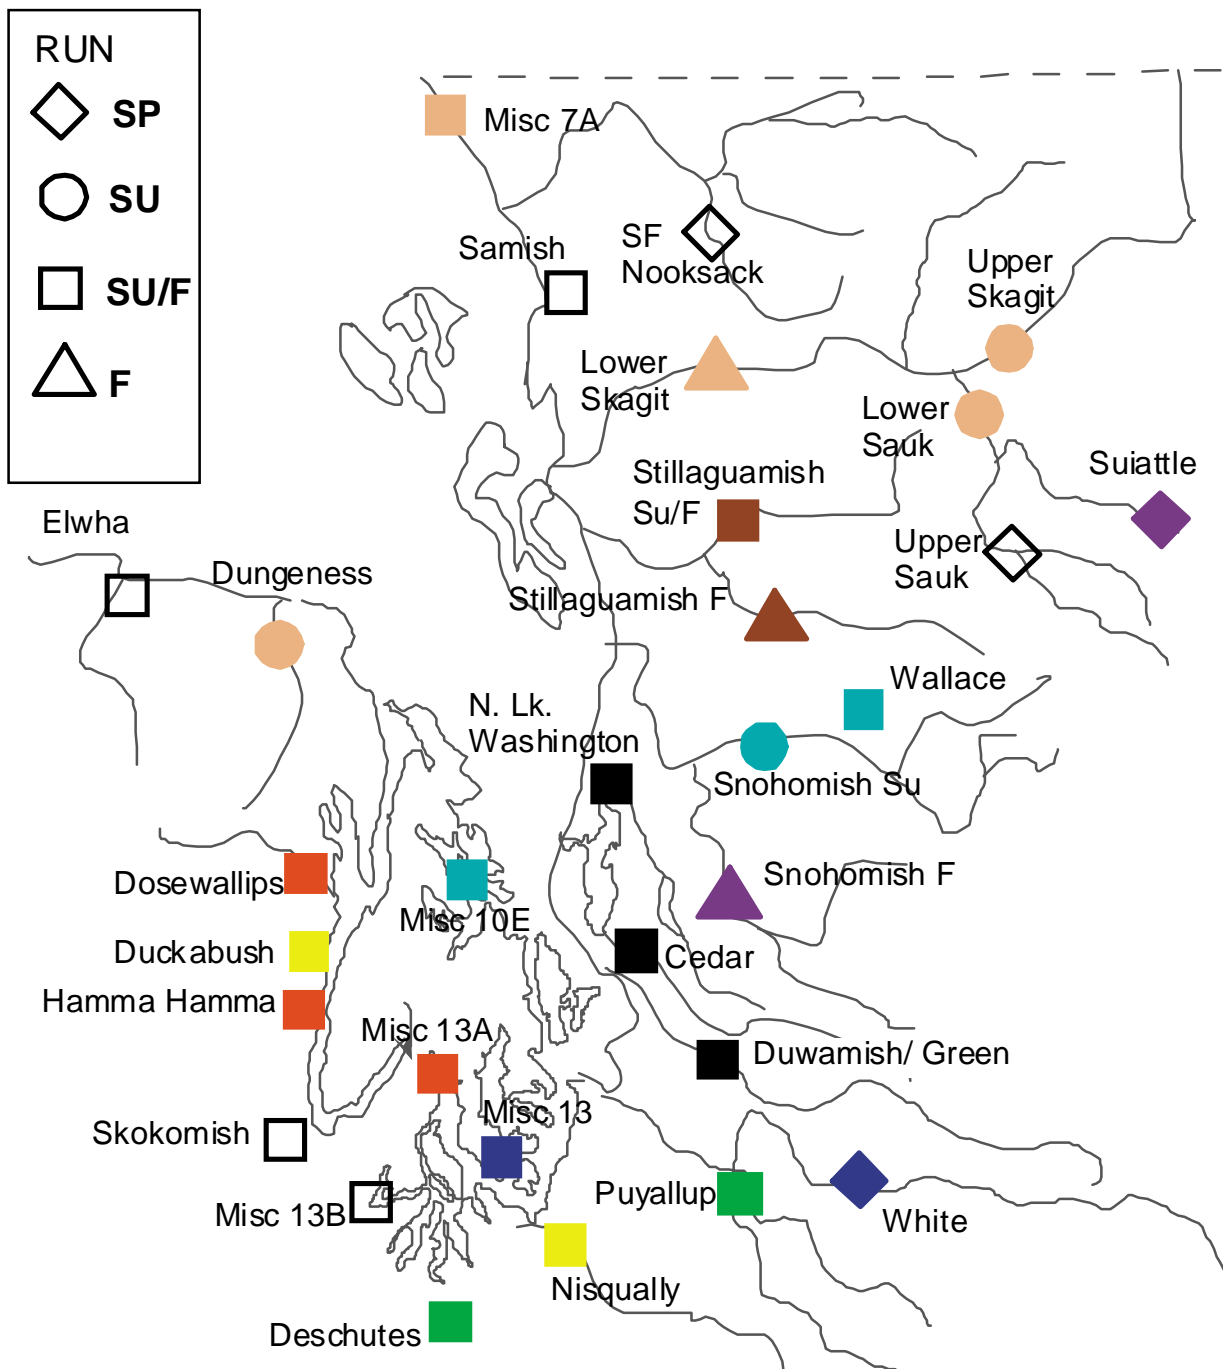 RUN
SP
SU
SU/F
F
Misc 7A
Samish
SF
Nooksack
Upper
Skagit
Lower
Skagit
Lower
Sauk
Suiattle
Stillaguamish
Su/F
Upper
Sauk
Elwha
Dungeness
Stillaguamish F
Wallace
N. Lk.
Washington
Snohomish Su
Dosewallips
Snohomish F
Misc 10E
Duckabush
Cedar
Hamma Hamma
Misc 13A
Duwamish/ Green
Misc 13
Skokomish
Puyallup
Misc 13B
White
Nisqually
Deschutes